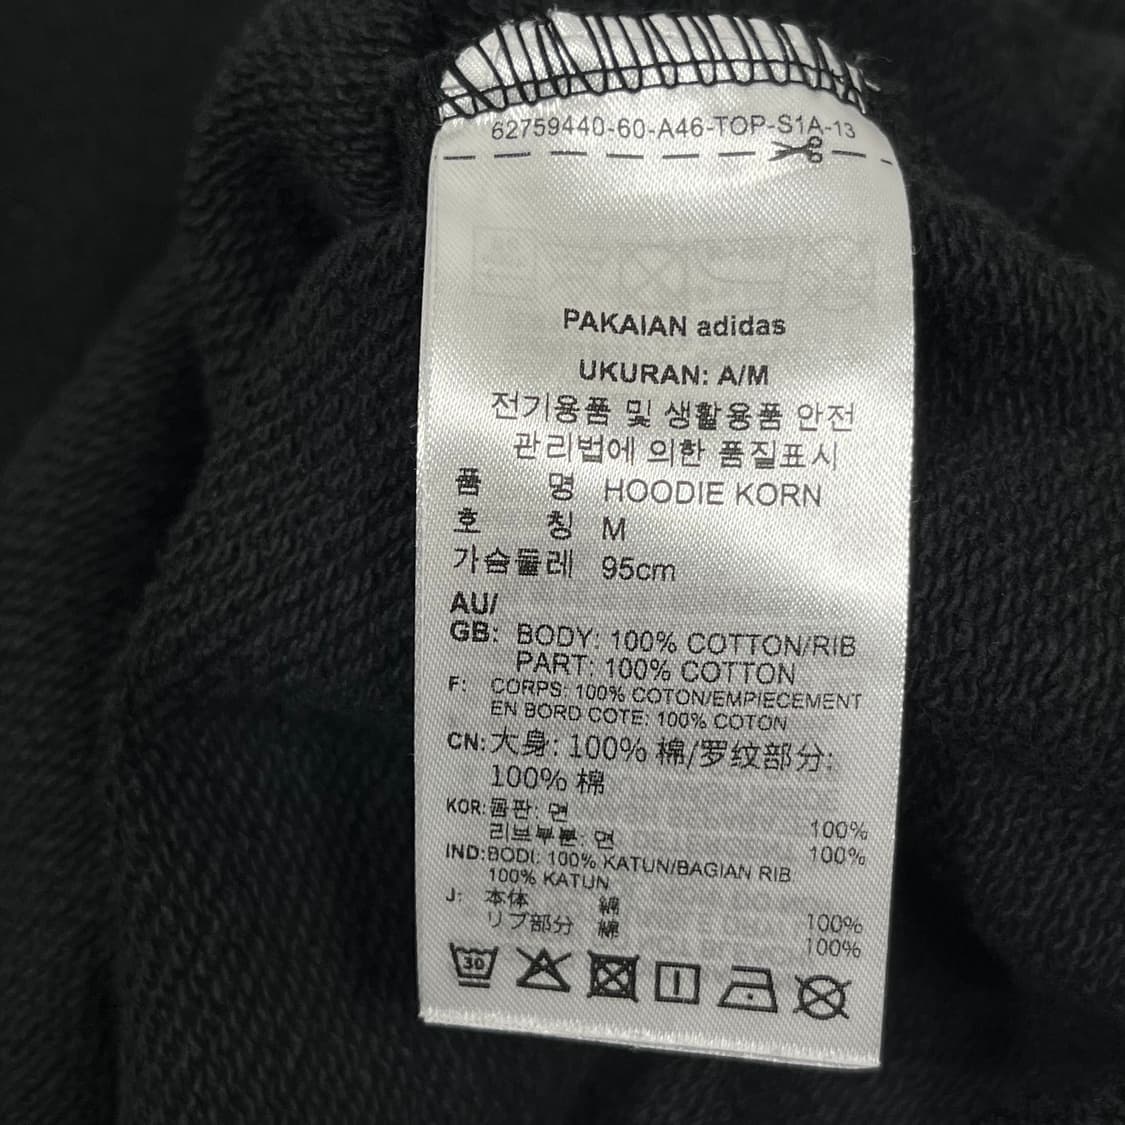 62759440-60-A46-TOP-S1A-13
PAKAIAN adidas
UKURAN: A/M
전기용품 및 생활용품 안전
관리법에 의한 품질표시
품 명 HOODIE KORN
호 칭 M
가슴둘레 95cm
AU/
GB: BODY: 100% COTTON/RIB
PART: 100% COTTON
F: CORPS: 100% COTON/EMPIECEMENT
EN BORD COTE: 100% COTON
CN: 大身: 100% 棉/罗纹部分:
100% 棉
KOR: 몸판: 면 100%
리브부분: 면 100%
IND: BODI: 100% KATUN/BAGIAN RIB
100% KATUN
J: 本体 綿 100%
リブ部分 綿 100%
30